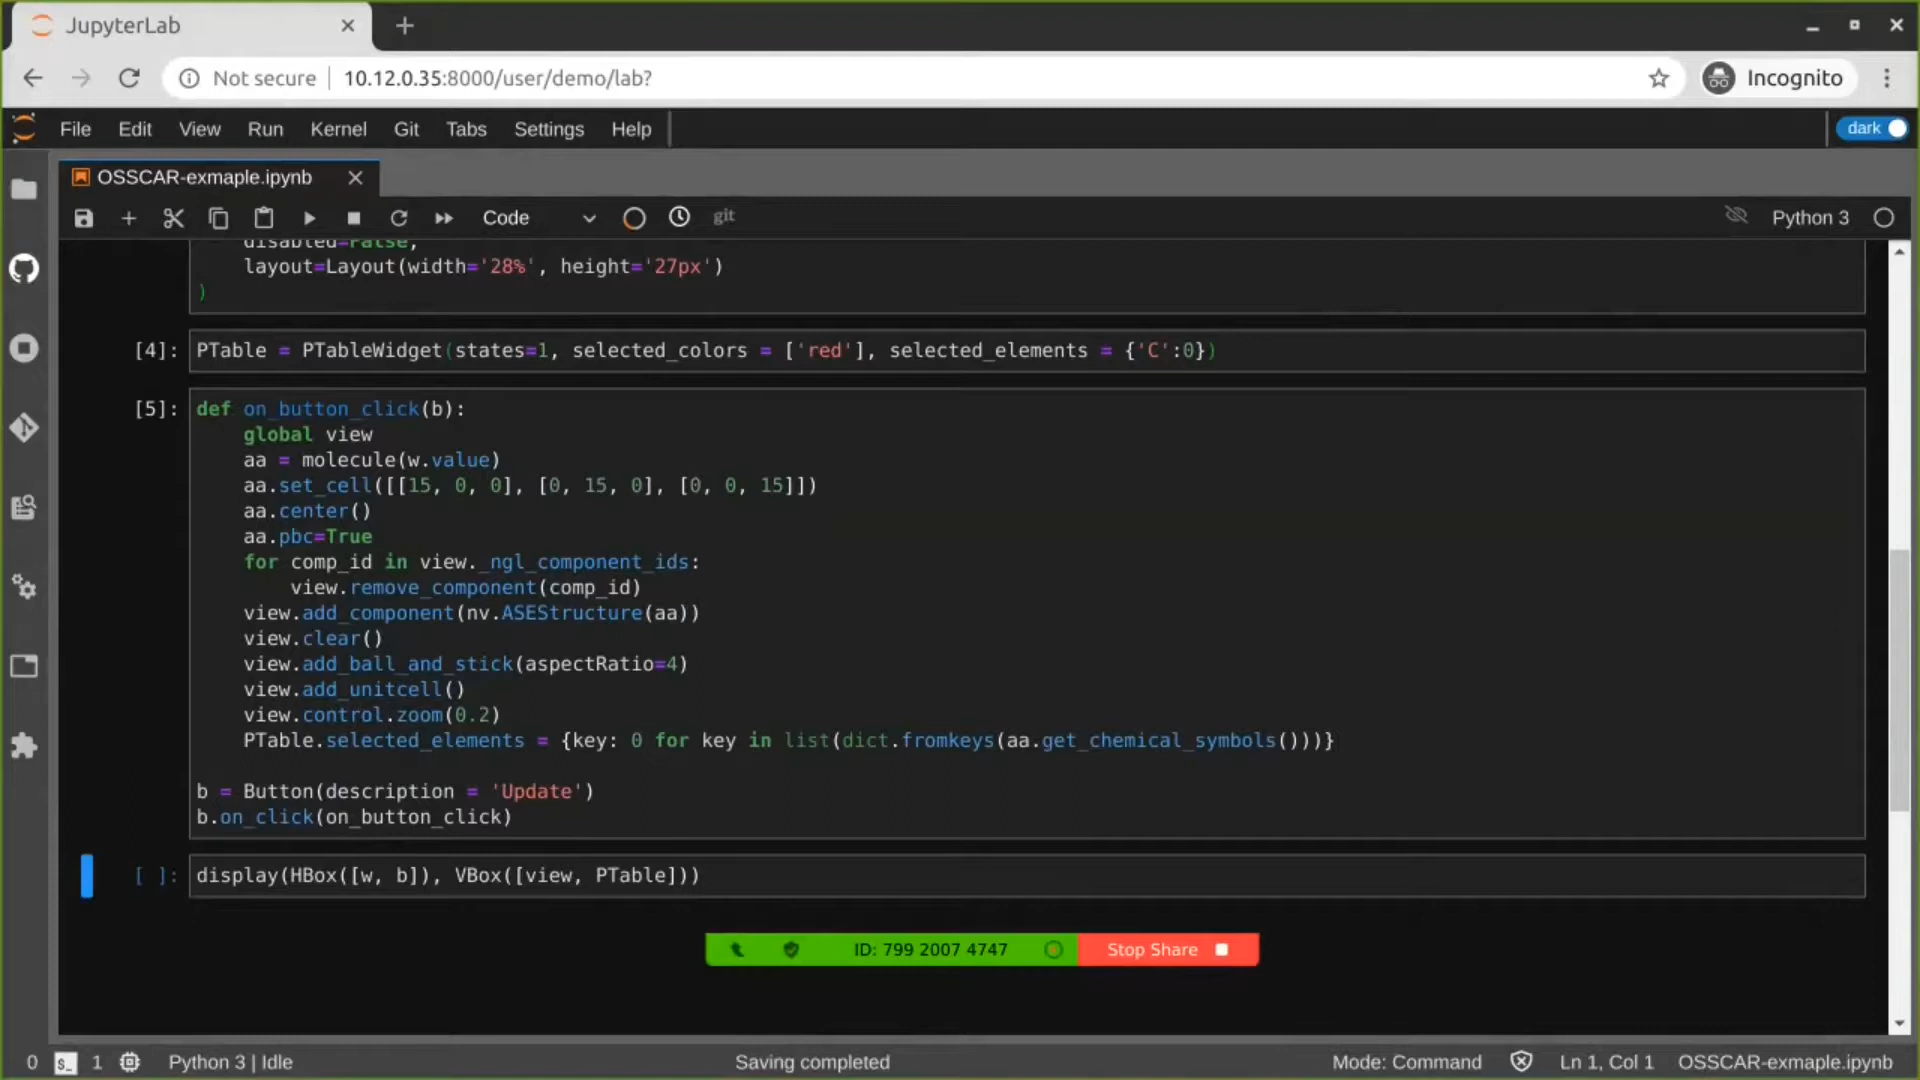 JupyterLab
Not secure 10.12.0.35:8000/user/demo/lab? Incognito
File Edit View Run Kernel Git Tabs Settings Help dark
OSSCAR-exmaple.ipynb
Code git Python 3
disabled=False,
layout=Layout(width='28%', height='27px')
)
[4]: PTable = PTableWidget(states=1, selected_colors = ['red'], selected_elements = {'C':0})
[5]: def on_button_click(b):
global view
aa = molecule(w.value)
aa.set_cell([[15, 0, 0], [0, 15, 0], [0, 0, 15]])
aa.center()
aa.pbc=True
for comp_id in view._ngl_component_ids:
view.remove_component(comp_id)
view.add_component(nv.ASEStructure(aa))
view.clear()
view.add_ball_and_stick(aspectRatio=4)
view.add_unitcell()
view.control.zoom(0.2)
PTable.selected_elements = {key: 0 for key in list(dict.fromkeys(aa.get_chemical_symbols()))}
b = Button(description = 'Update')
b.on_click(on_button_click)
[ ]: display(HBox([w, b]), VBox([view, PTable]))
ID: 799 2007 4747 Stop Share
0 $_ 1 Python 3 | Idle Saving completed Mode: Command Ln 1, Col 1 OSSCAR-exmaple.ipynb